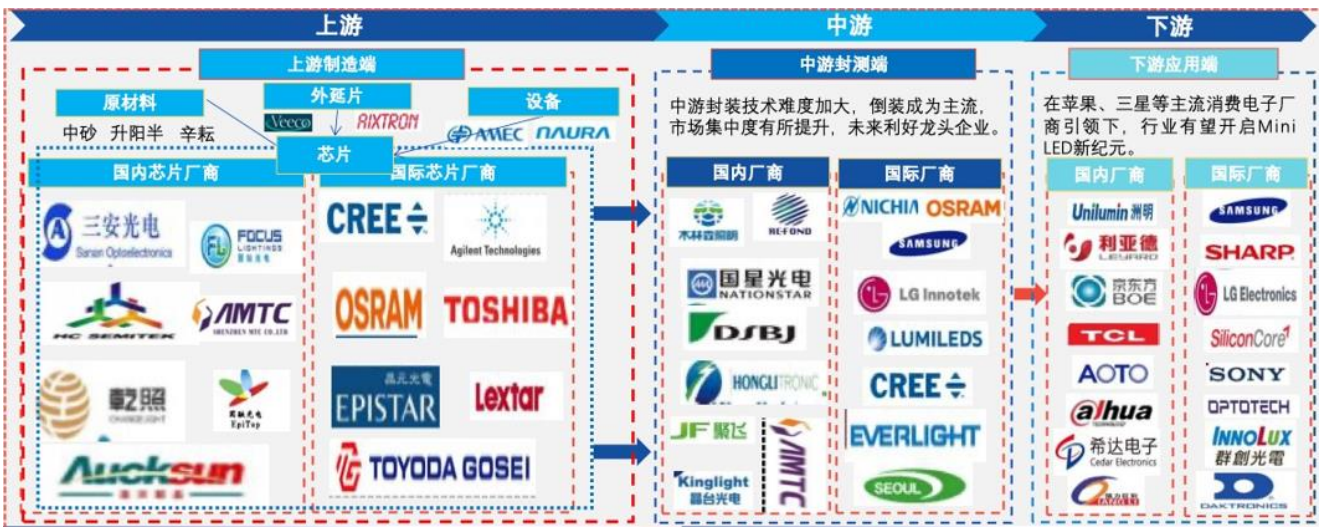 上游
中游
下游
上游制造端
中游封测端
下游应用端
原材料
外延片
设备
中砂 升阳半 辛耘
Veeco
AIXTRON
AMEC
NAURA
芯片
中游封装技术难度加大，倒装成为主流，
市场集中度有所提升，未来利好龙头企业。
在苹果、三星等主流消费电子厂
商引领下，行业有望开启Mini
LED新纪元。
国内芯片厂商
国际芯片厂商
国内厂商
国际厂商
国内厂商
国际厂商
三安光电
Sanan Optoelectronics
FOCUS
LIGHTINGS
HC SEMITEK
AMTC
SHENZHEN MTC CO.,LTD
乾照
CHANGELIGHT
EpiTop
Aucksun
CREE
Agilent Technologies
OSRAM
TOSHIBA
晶元光電
EPISTAR
Lextar
TOYODA GOSEI
木林森照明
REFOND
国星光电
NATIONSTAR
DSBJ
HONGLITRONIC
JF 聚飞
Kinglight
晶台光电
AMTC
NICHIA
OSRAM
SAMSUNG
LG Innotek
LUMILEDS
CREE
EVERLIGHT
SEOUL
Unilumin 洲明
利亚德
LEYARD
京东方
BOE
TCL
AOTO
alhua
TECHNOLOGY
希达电子
Cedar Electronics
SAMSUNG
SHARP
LG Electronics
SiliconCore
SONY
OPTOTECH
INNOLUX
群創光電
DAKTRONICS